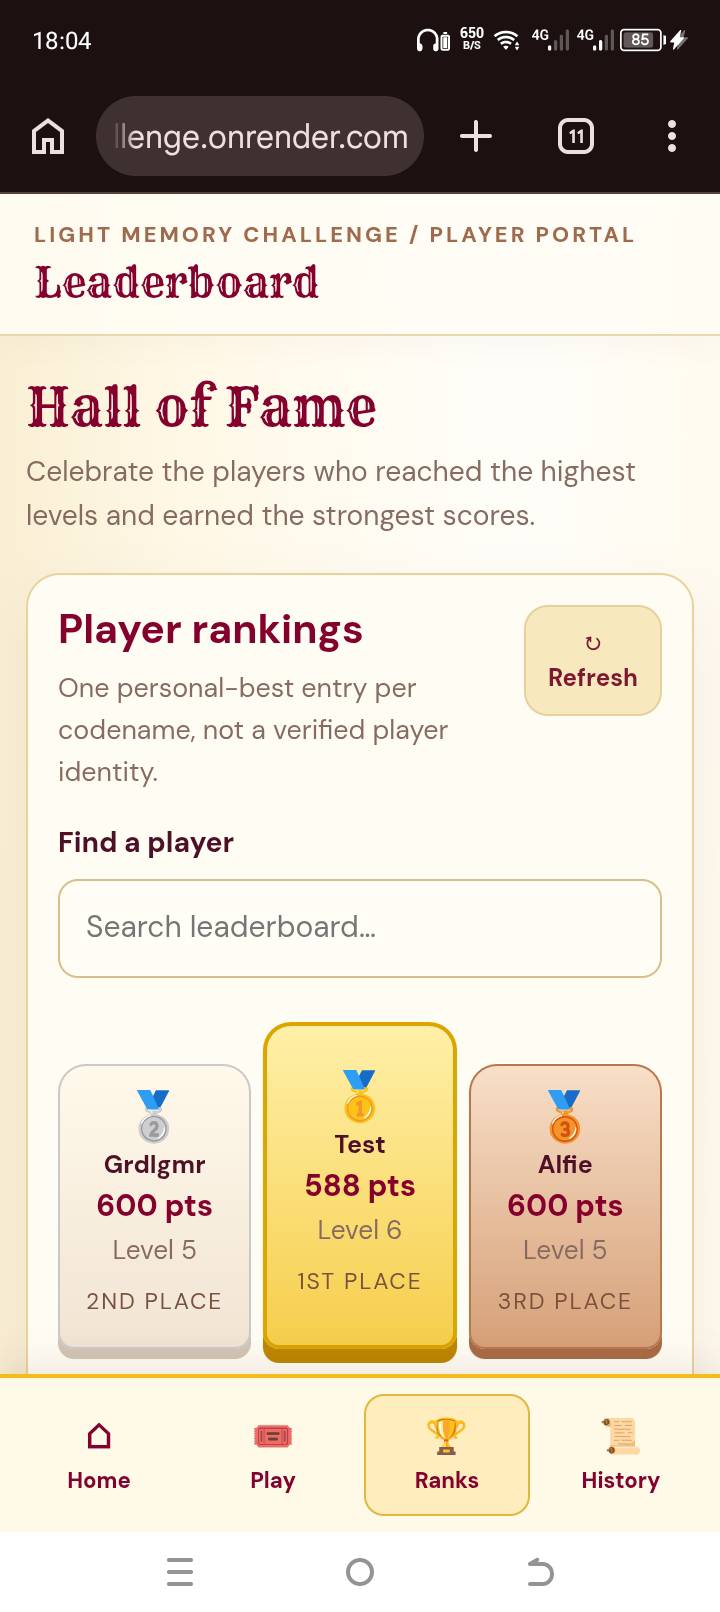 18:04
650
B/S
4G
4G
85
llenge.onrender.com
11
LIGHT MEMORY CHALLENGE / PLAYER PORTAL
Leaderboard
Hall of Fame
Celebrate the players who reached the highest
levels and earned the strongest scores.
Player rankings
↻
Refresh
One personal-best entry per
codename, not a verified player
identity.
Find a player
Search leaderboard...
2
Grdlgmr
600 pts
Level 5
2ND PLACE
1
Test
588 pts
Level 6
1ST PLACE
3
Alfie
600 pts
Level 5
3RD PLACE
Home
Play
Ranks
History